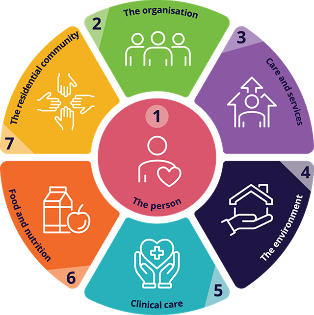 1
The person
2
The organisation
3
Care and services
4
The environment
5
Clinical care
6
Food and nutrition
7
The residential community